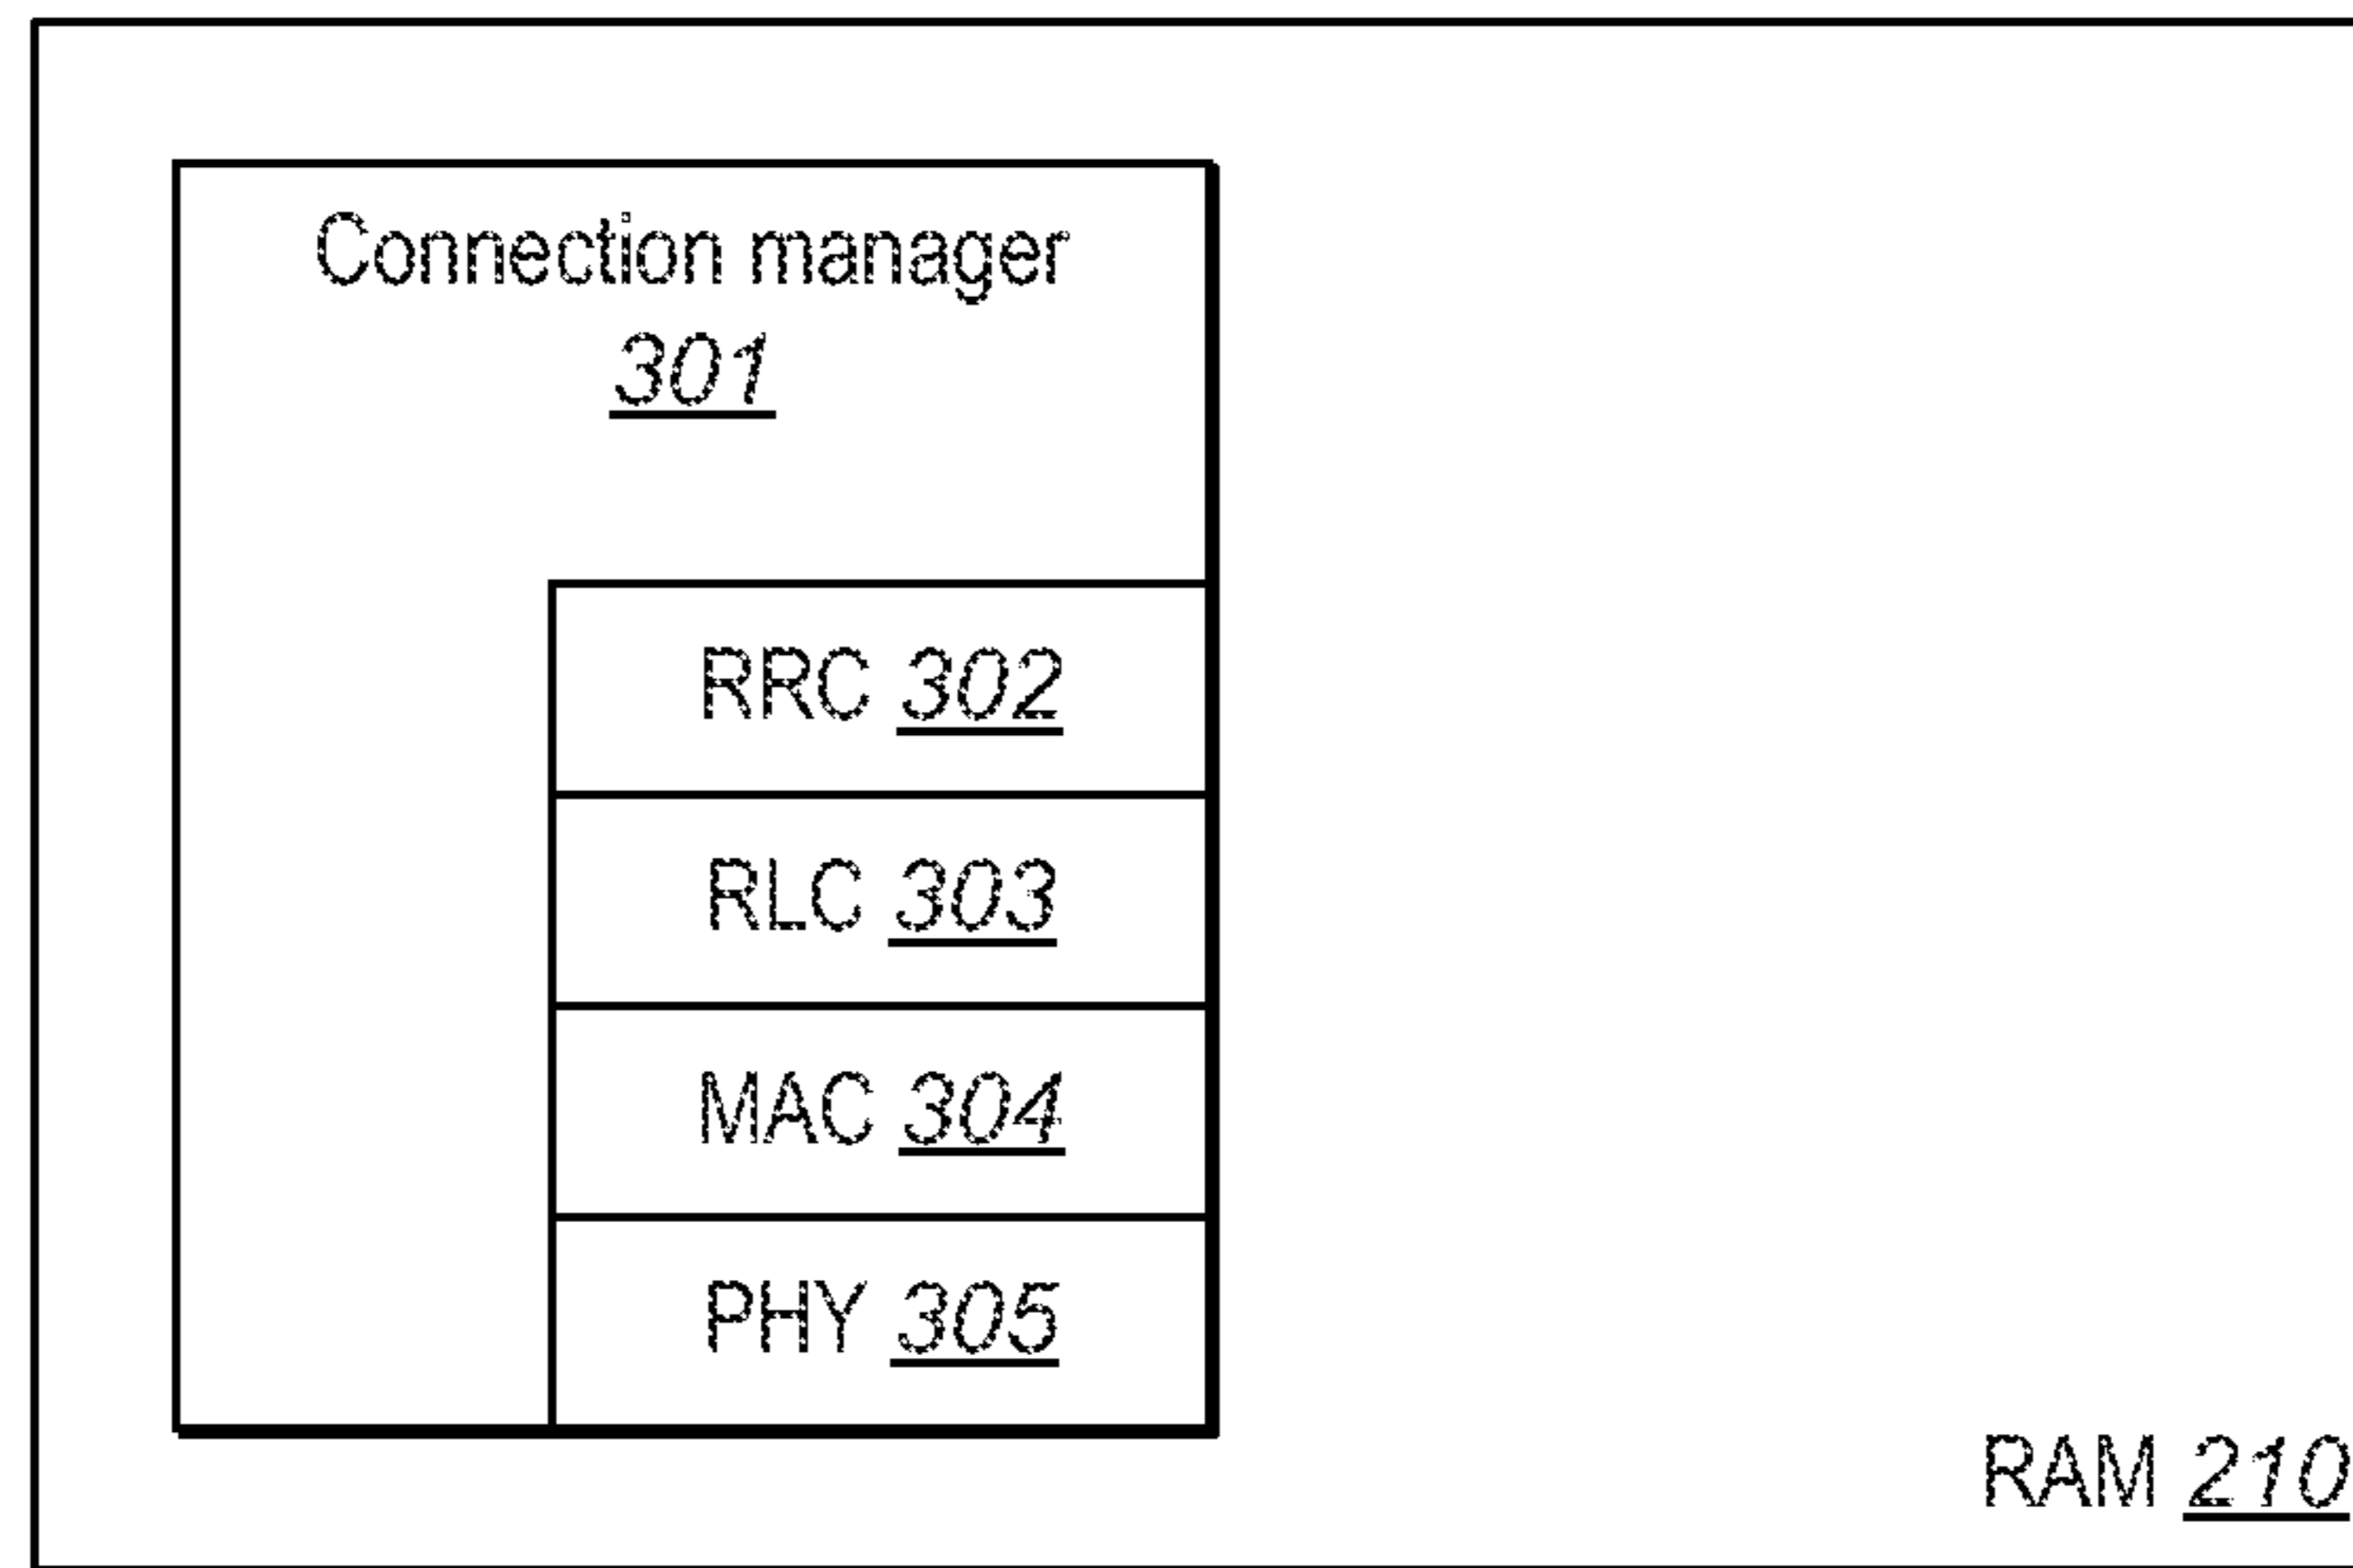 Connection manager
301
RRC 302
RLC 303
MAC 304
PHY 305
RAM 210